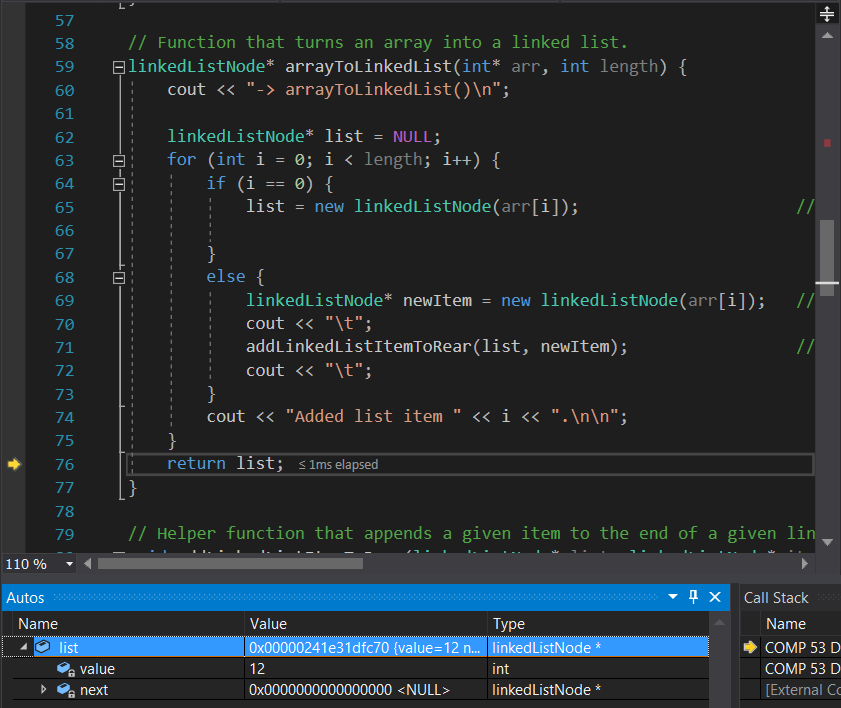 57
58 // Function that turns an array into a linked list.
59 linkedListNode* arrayToLinkedList(int* arr, int length) {
60 cout << "-> arrayToLinkedList()\n";
61
62 linkedListNode* list = NULL;
63 for (int i = 0; i < length; i++) {
64 if (i == 0) {
65 list = new linkedListNode(arr[i]); //
66
67 }
68 else {
69 linkedListNode* newItem = new linkedListNode(arr[i]); //
70 cout << "\t";
71 addLinkedListItemToRear(list, newItem); //
72 cout << "\t";
73 }
74 cout << "Added list item " << i << ".\n\n";
75 }
76 return list; ≤ 1ms elapsed
77 }
78
79 // Helper function that appends a given item to the end of a given lin
110 %
Autos
Name Value Type
list 0x00000241e31dfc70 {value=12 n... linkedListNode *
value 12 int
next 0x0000000000000000 <NULL> linkedListNode *
Call Stack
Name
COMP 53 D
COMP 53 D
[External Co